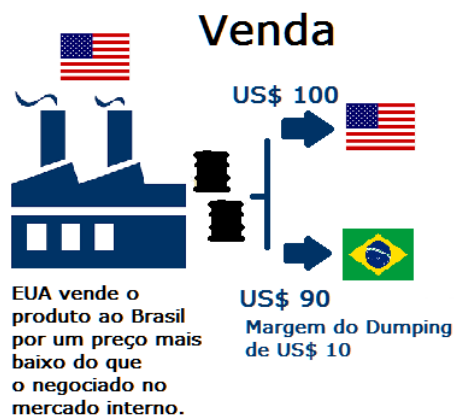 Venda
US$ 100
US$ 90
Margem do Dumping
de US$ 10
EUA vende o
produto ao Brasil
por um preço mais
baixo do que
o negociado no
mercado interno.